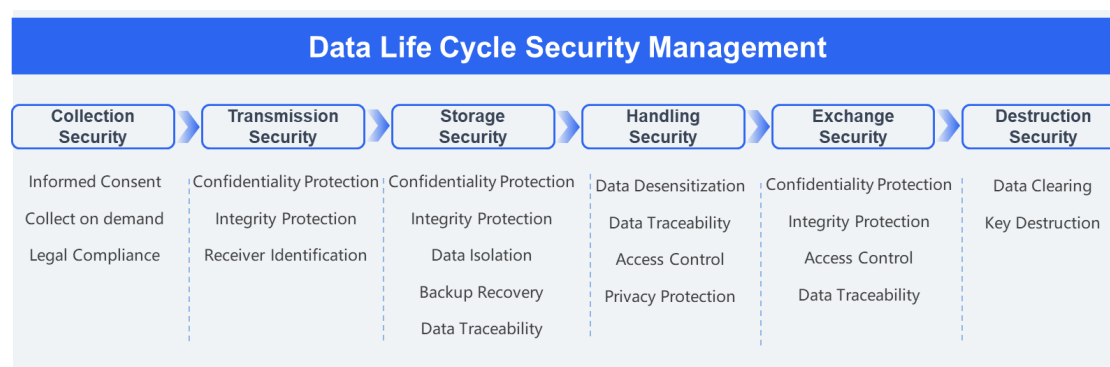 Data Life Cycle Security Management
Collection
Security
Transmission
Security
Storage
Security
Handling
Security
Exchange
Security
Destruction
Security
Informed Consent
Collect on demand
Legal Compliance
Confidentiality Protection
Integrity Protection
Receiver Identification
Confidentiality Protection
Integrity Protection
Data Isolation
Backup Recovery
Data Traceability
Data Desensitization
Data Traceability
Access Control
Privacy Protection
Confidentiality Protection
Integrity Protection
Access Control
Data Traceability
Data Clearing
Key Destruction